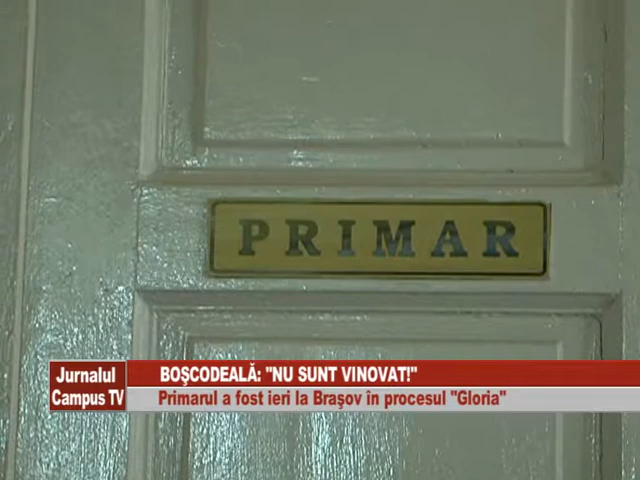 PRIMAR
BOŞCODEALĂ: "NU SUNT VINOVAT!"
Jurnalul
Campus TV
Primarul a fost ieri la Braşov în procesul "Gloria"